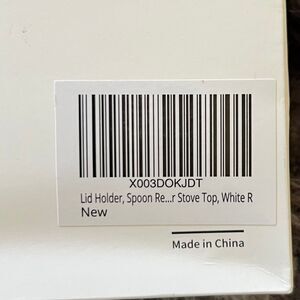 X003DOKJDT
Lid Holder, Spoon Re...r Stove Top, White R
New
Made in China